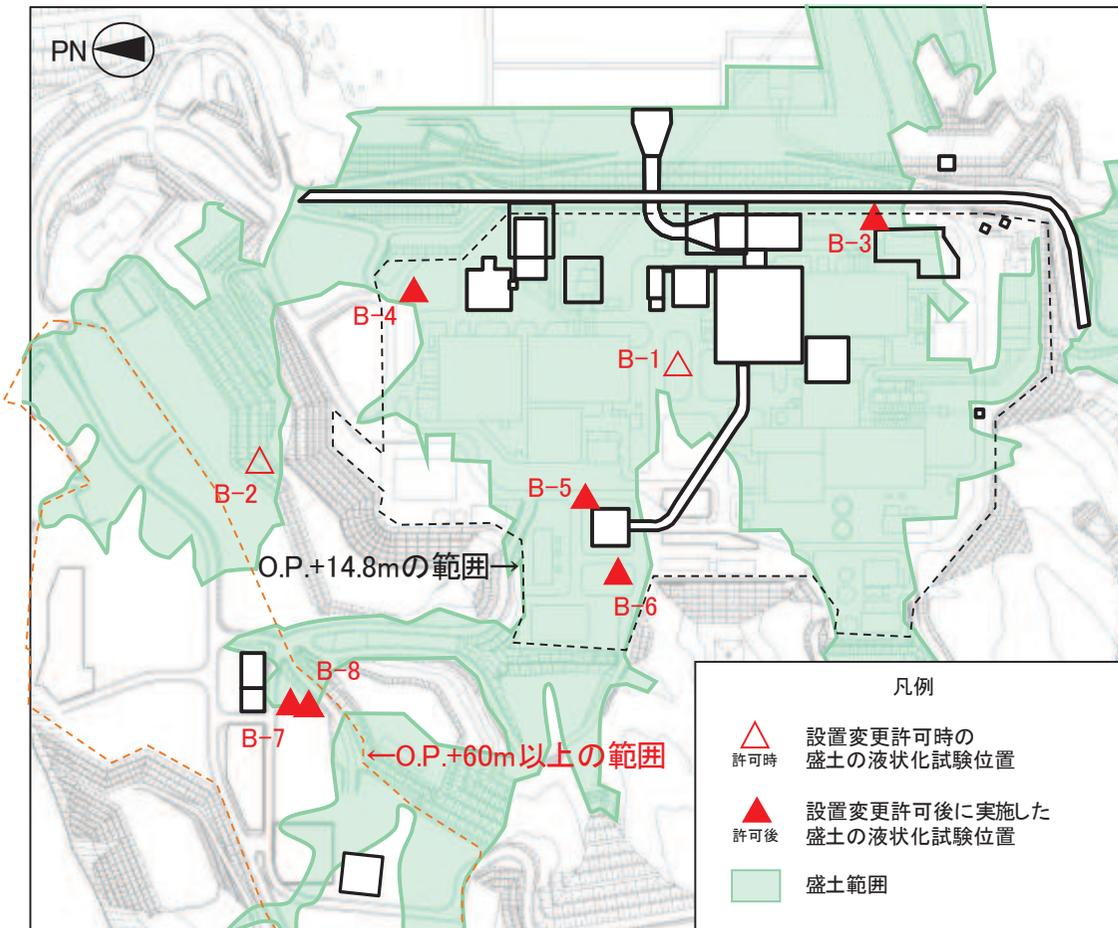 PN
B-3
B-4
B-1
B-2
B-5
O.P.+14.8mの範囲→
B-6
B-8
B-7
←O.P.+60m以上の範囲
凡例
許可時
設置変更許可時の
盛土の液状化試験位置
許可後
設置変更許可後に実施した
盛土の液状化試験位置
盛土範囲